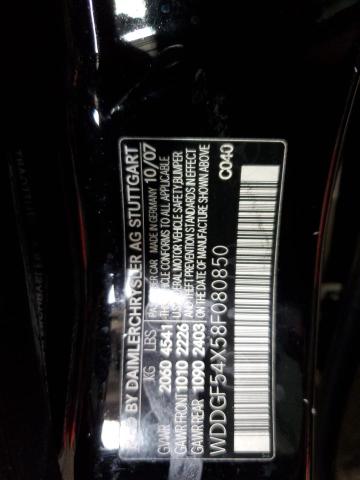 BY DAIMLERCHRYSLER AG STUTTGART
PASSENGER CAR MADE IN GERMANY 10/07
KG LBS THIS VEHICLE CONFORMS TO ALL APPLICABLE
GVWR 2060 4541 U.S. FEDERAL MOTOR VEHICLE SAFETY, BUMPER
GAWR FRONT 1010 2226 AND THEFT PREVENTION STANDARDS IN EFFECT
GAWR REAR 1090 2403 ON THE DATE OF MANUFACTURE SHOWN ABOVE
WDDGF54X58F080850 C040